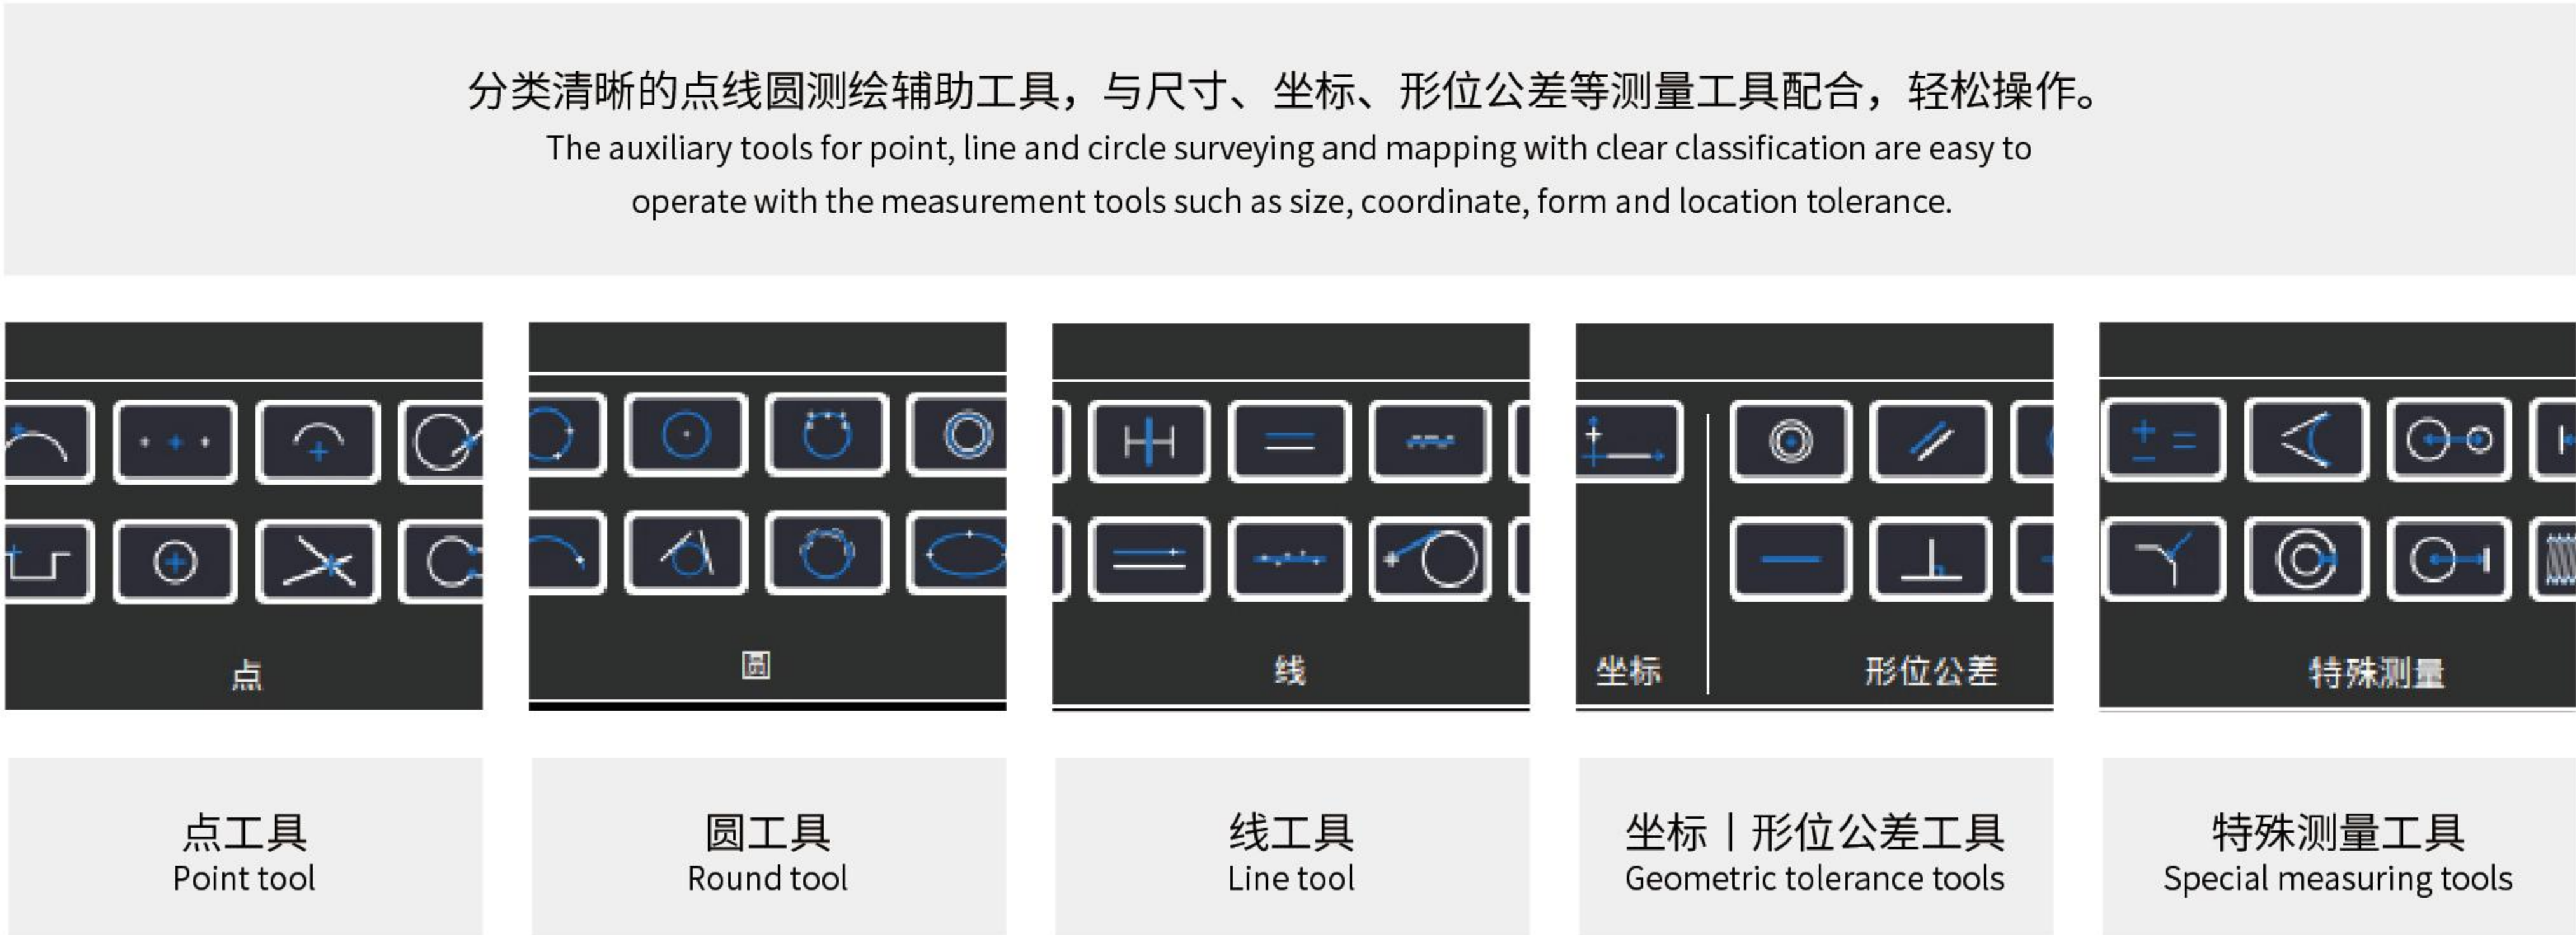 分类清晰的点线圆测绘辅助工具，与尺寸、坐标、形位公差等测量工具配合，轻松操作。
The auxiliary tools for point, line and circle surveying and mapping with clear classification are easy to
operate with the measurement tools such as size, coordinate, form and location tolerance.
点
圆
线
坐标
形位公差
特殊测量
点工具
Point tool
圆工具
Round tool
线工具
Line tool
坐标丨形位公差工具
Geometric tolerance tools
特殊测量工具
Special measuring tools